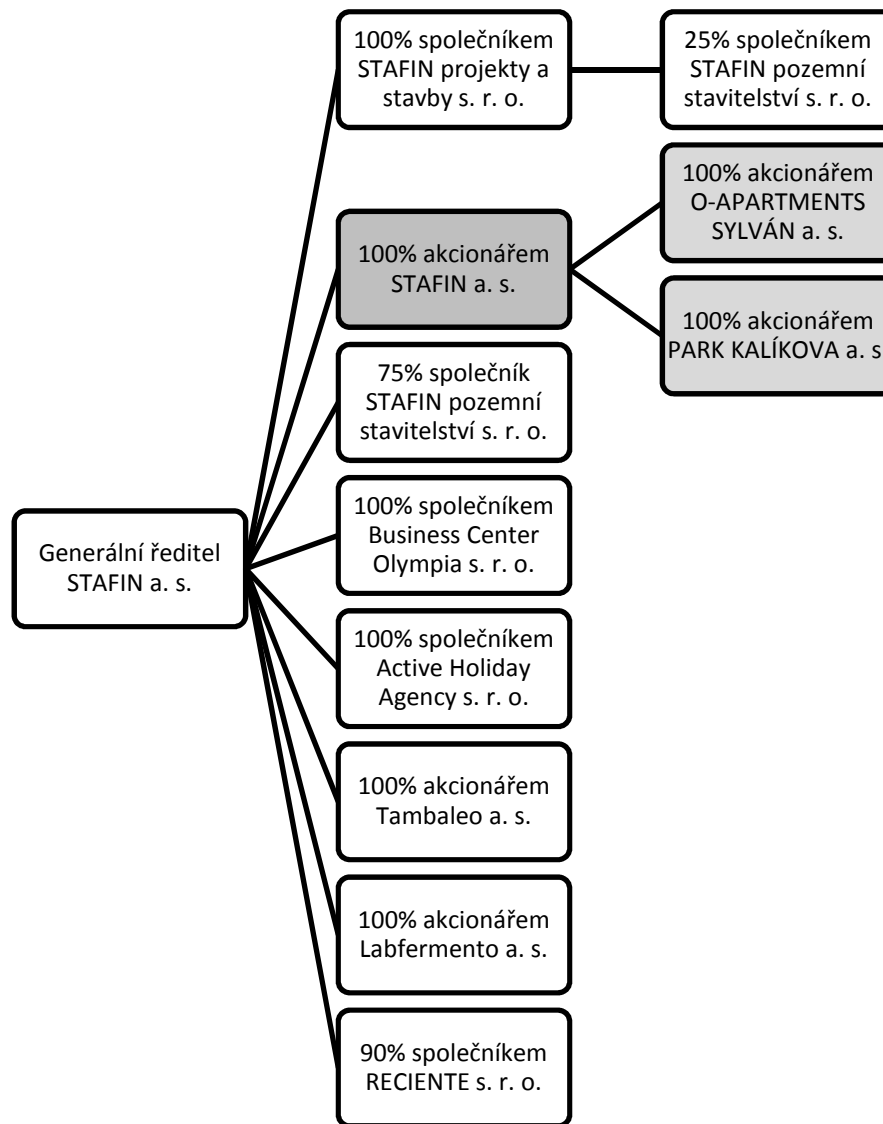 100% společníkem
STAFIN projekty a
stavby s. r. o.
25% společníkem
STAFIN pozemní
stavitelství s. r. o.
100% akcionářem
O-APARTMENTS
SYLVÁN a. s.
100% akcionářem
STAFIN a. s.
100% akcionářem
PARK KALÍKOVA a. s
75% společník
STAFIN pozemní
stavitelství s. r. o.
100% společníkem
Business Center
Olympia s. r. o.
Generální ředitel
STAFIN a. s.
100% společníkem
Active Holiday
Agency s. r. o.
100% akcionářem
Tambaleo a. s.
100% akcionářem
Labfermento a. s.
90% společníkem
RECIENTE s. r. o.